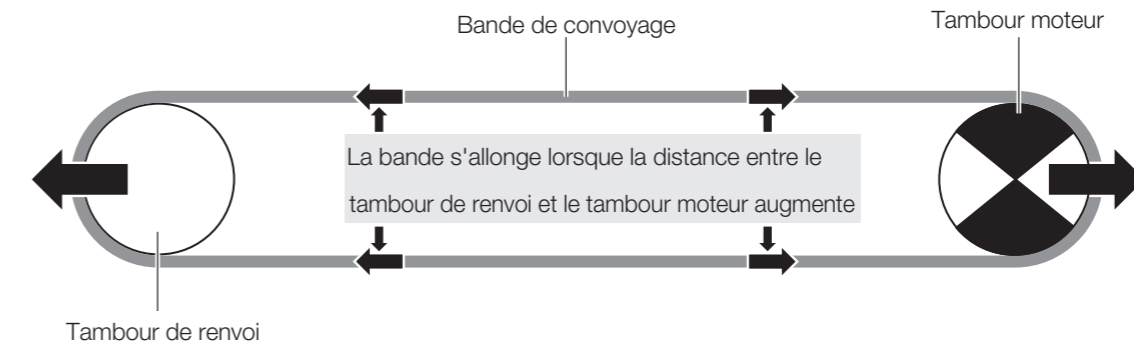 Bande de convoyage
Tambour moteur
La bande s'allonge lorsque la distance entre le
tambour de renvoi et le tambour moteur augmente
Tambour de renvoi